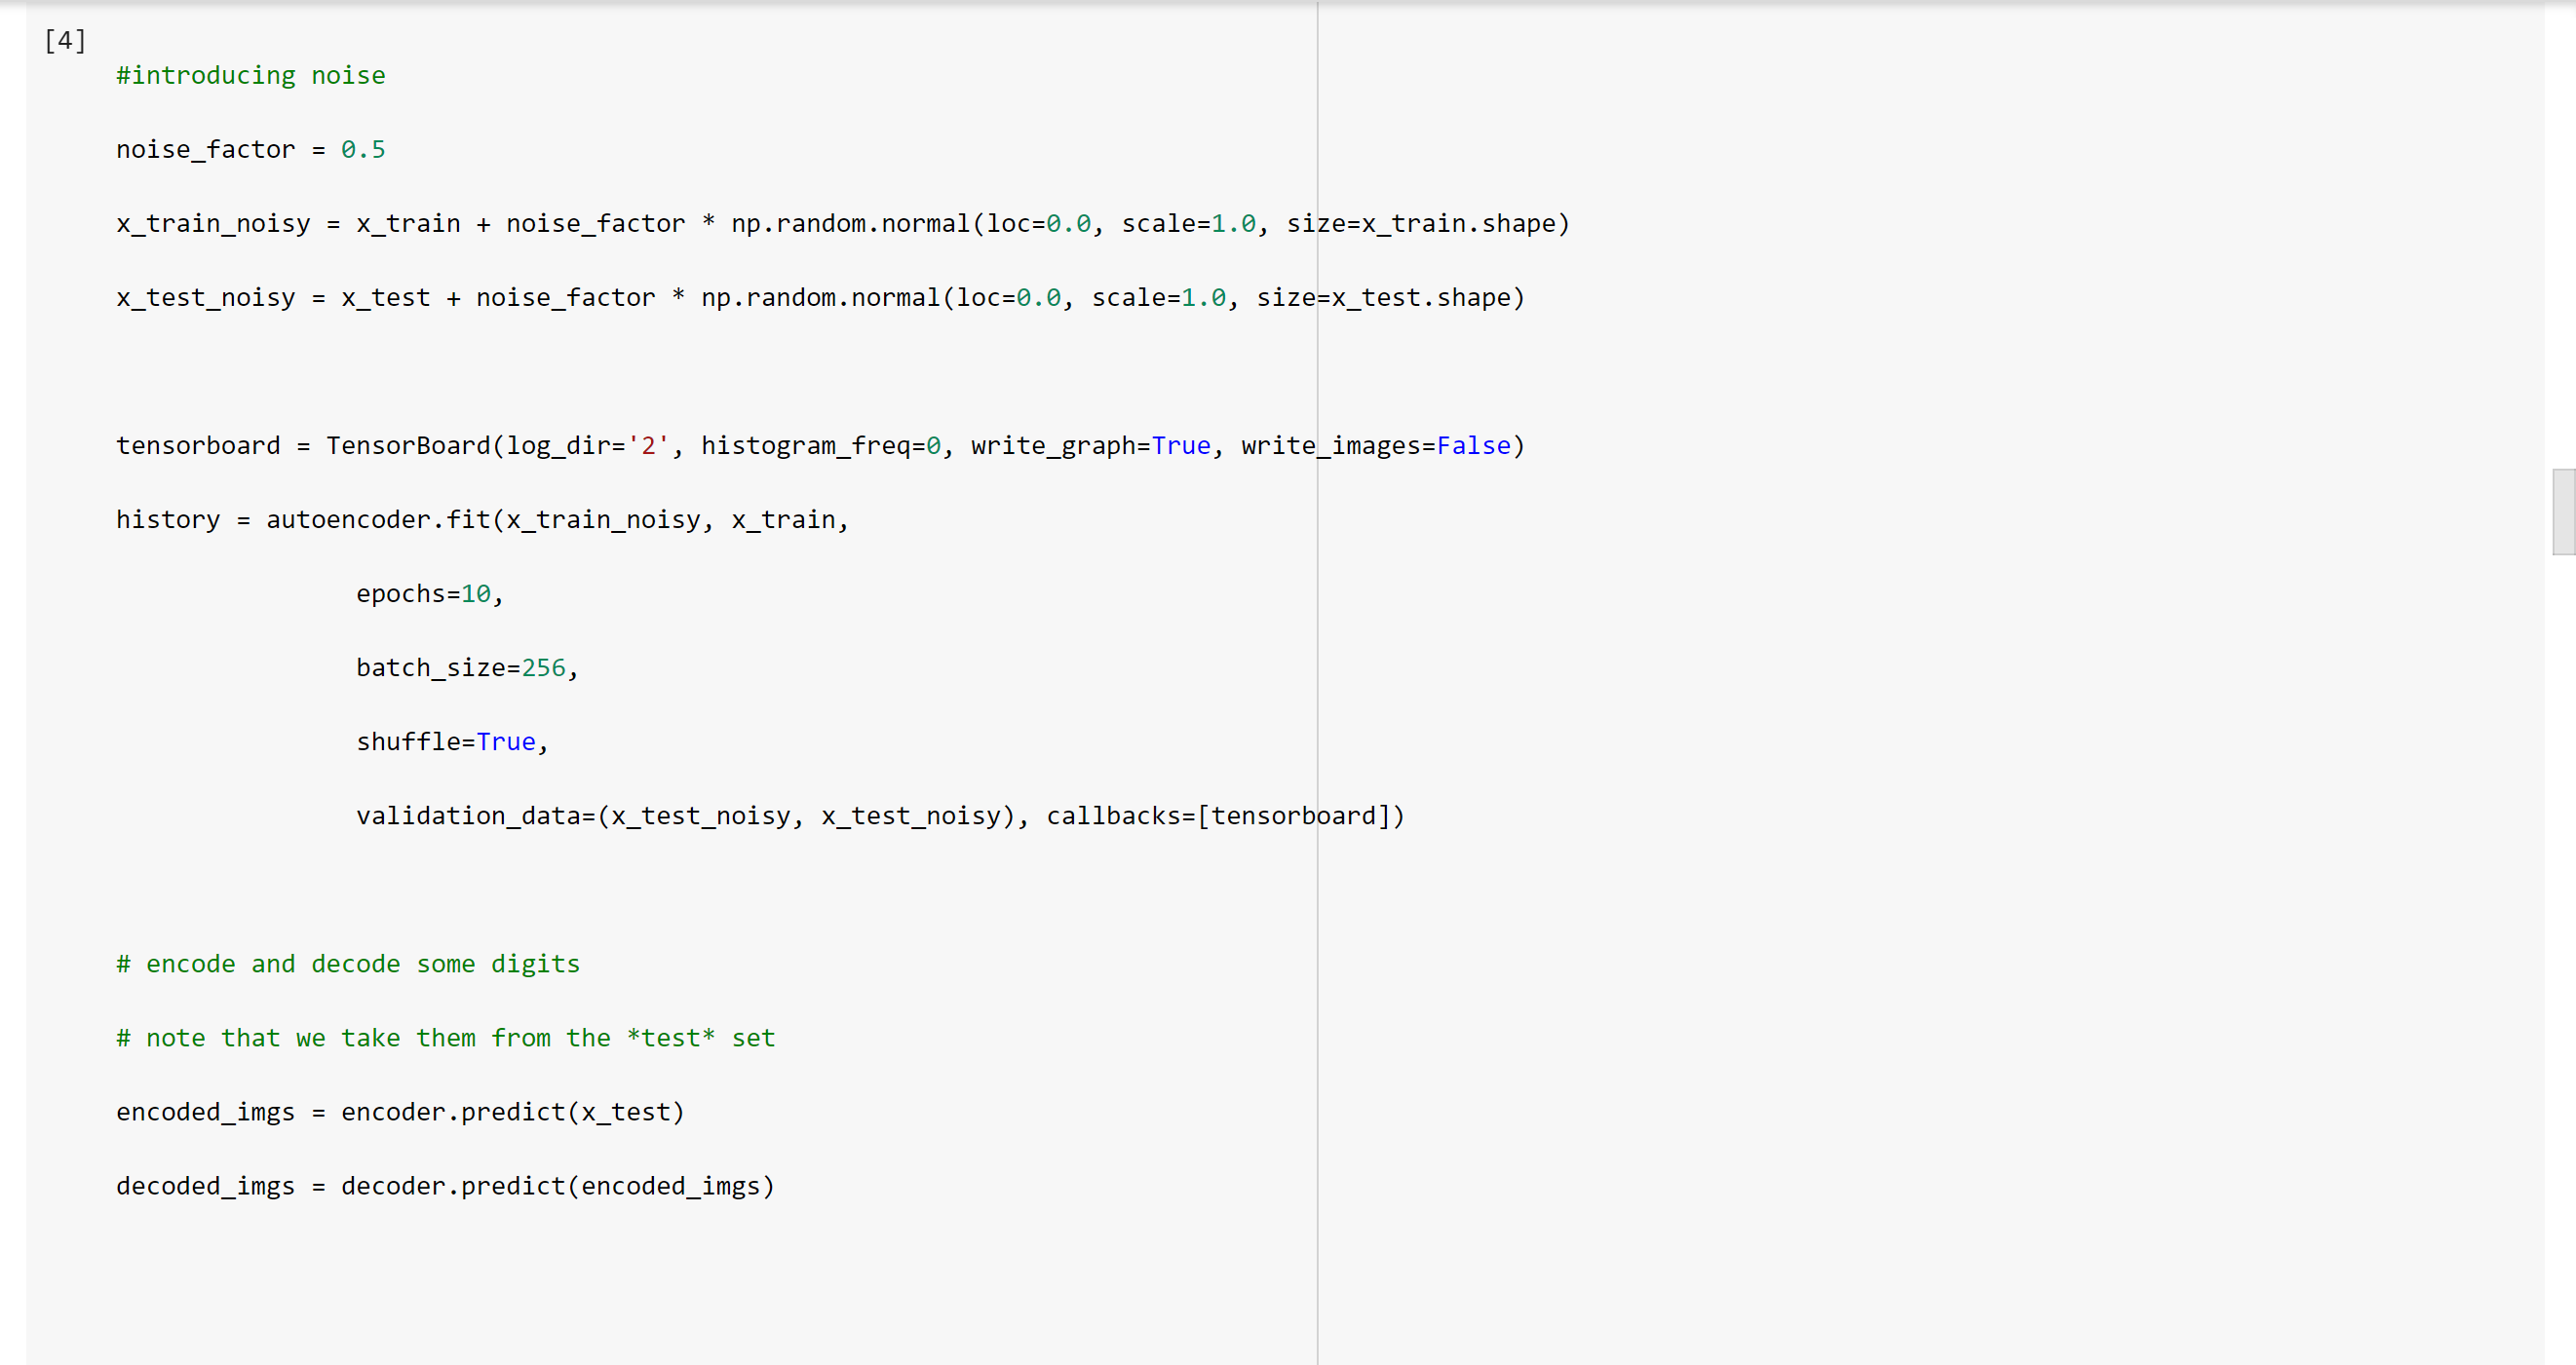 [4]
#introducing noise
noise_factor = 0.5
x_train_noisy = x_train + noise_factor * np.random.normal(loc=0.0, scale=1.0, size=x_train.shape)
x_test_noisy = x_test + noise_factor * np.random.normal(loc=0.0, scale=1.0, size=x_test.shape)
tensorboard = TensorBoard(log_dir='2', histogram_freq=0, write_graph=True, write_images=False)
history = autoencoder.fit(x_train_noisy, x_train,
epochs=10,
batch_size=256,
shuffle=True,
validation_data=(x_test_noisy, x_test_noisy), callbacks=[tensorboard])
# encode and decode some digits
# note that we take them from the *test* set
encoded_imgs = encoder.predict(x_test)
decoded_imgs = decoder.predict(encoded_imgs)